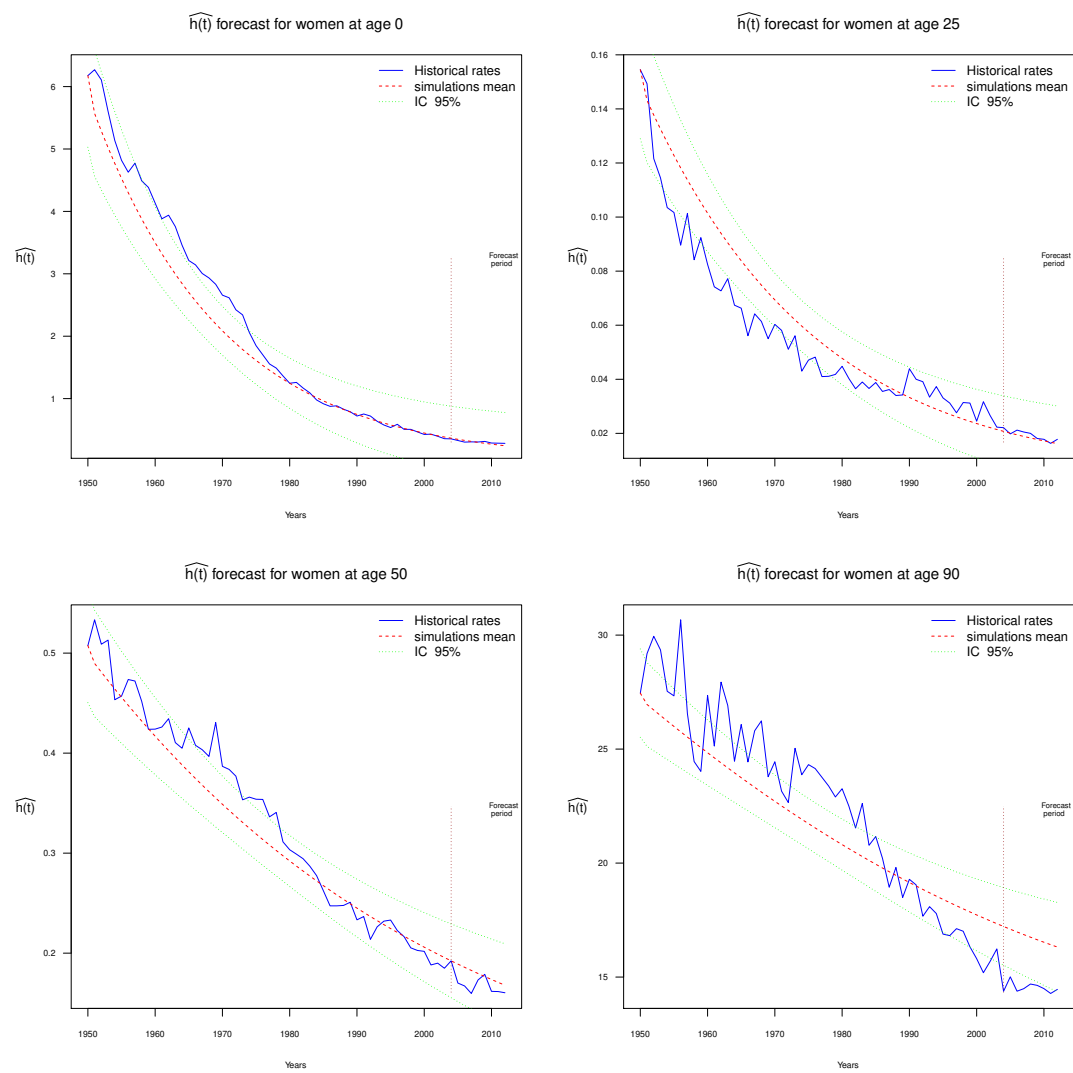 h(t) forecast for women at age 0
Historical rates
simulations mean
IC 95%
6
5
4
3
2
1
h(t)
Forecast
period
1950 1960 1970 1980 1990 2000 2010
Years
h(t) forecast for women at age 25
Historical rates
simulations mean
IC 95%
0.16
0.14
0.12
0.10
0.08
0.06
0.04
0.02
h(t)
Forecast
period
1950 1960 1970 1980 1990 2000 2010
Years
h(t) forecast for women at age 50
Historical rates
simulations mean
IC 95%
0.5
0.4
0.3
0.2
h(t)
Forecast
period
1950 1960 1970 1980 1990 2000 2010
Years
h(t) forecast for women at age 90
Historical rates
simulations mean
IC 95%
30
25
20
15
h(t)
Forecast
period
1950 1960 1970 1980 1990 2000 2010
Years